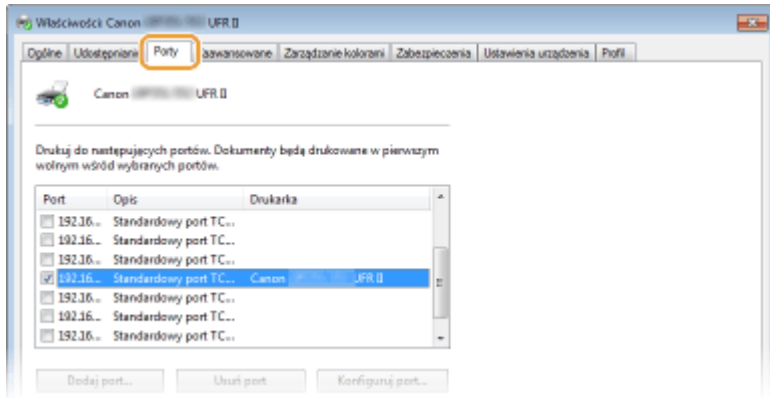 Właściwości: Canon UFR II
Ogólne Udostępnianie Porty Zaawansowane Zarządzanie kolorami Zabezpieczenia Ustawienia urządzenia Profil
Canon UFR II
Drukuj do następujących portów. Dokumenty będą drukowane w pierwszym
wolnym wśród wybranych portów.
Port Opis Drukarka
192.16... Standardowy port TC...
192.16... Standardowy port TC...
192.16... Standardowy port TC...
192.16... Standardowy port TC... Canon UFR II
192.16... Standardowy port TC...
192.16... Standardowy port TC...
192.16... Standardowy port TC...
Dodaj port... Usuń port Konfiguruj port...